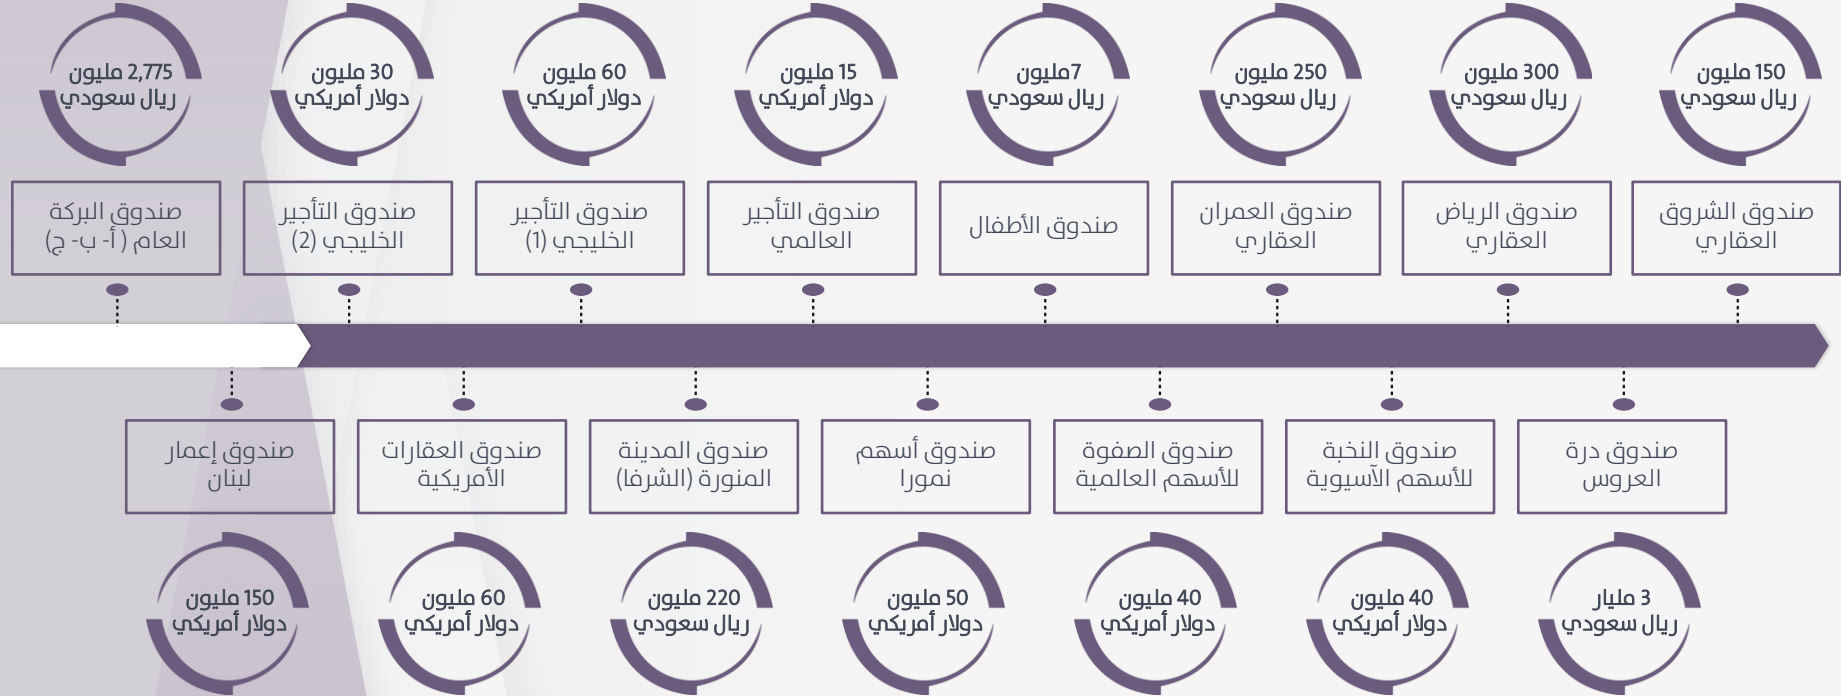 150 مليون
ريال سعودي
300 مليون
ريال سعودي
250 مليون
ريال سعودي
7مليون
ريال سعودي
15 مليون
دولار أمريكي
60 مليون
دولار أمريكي
30 مليون
دولار أمريكي
2,775 مليون
ريال سعودي
صندوق الشروق
العقاري
صندوق الرياض
العقاري
صندوق العمران
العقاري
صندوق الأطفال
صندوق التأجير
العالمي
صندوق التأجير
الخليجي (1)
صندوق التأجير
الخليجي (2)
صندوق البركة
العام ( أ- ب- ج)
صندوق درة
العروس
صندوق النخبة
للأسهم الآسيوية
صندوق الصفوة
للأسهم العالمية
صندوق أسهم
نمورا
صندوق المدينة
المنورة (الشرفا)
صندوق العقارات
الأمريكية
صندوق إعمار
لبنان
3 مليار
ريال سعودي
40 مليون
دولار أمريكي
40 مليون
دولار أمريكي
50 مليون
دولار أمريكي
220 مليون
ريال سعودي
60 مليون
دولار أمريكي
150 مليون
دولار أمريكي